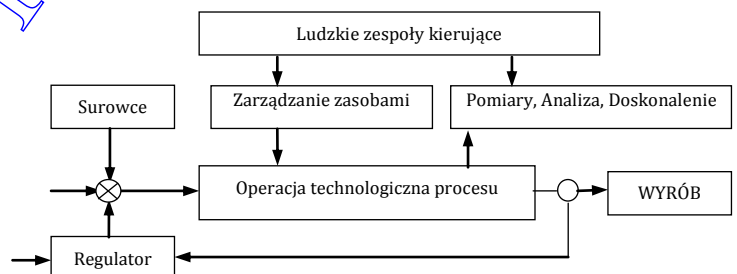 Ludzkie zespoły kierujące
Zarządzanie zasobami
Pomiary, Analiza, Doskonalenie
Surowce
Operacja technologiczna procesu
WYRÓB
Regulator